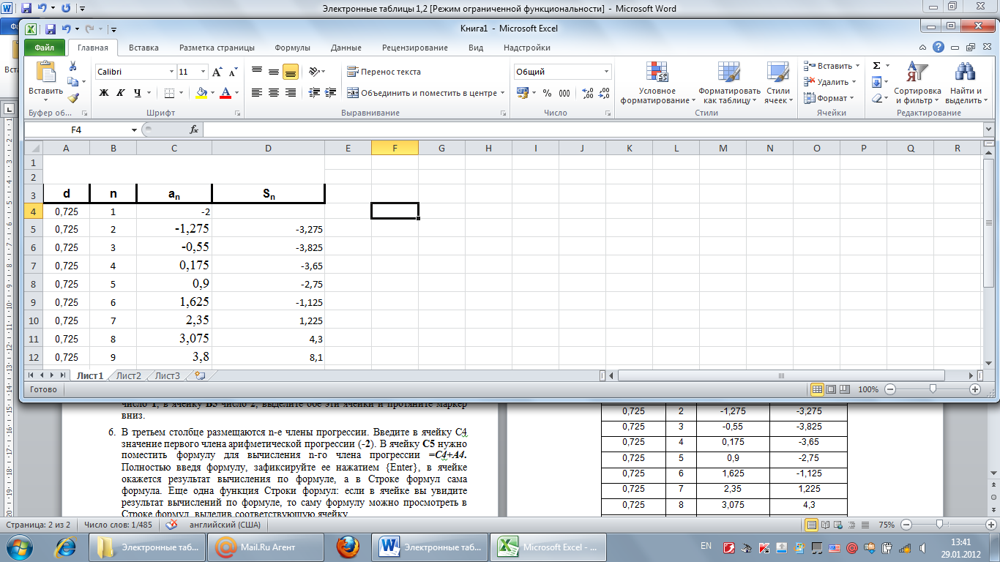 Электронные таблицы 1,2 [Режим ограниченной функциональности] - Microsoft Word
Книга1 - Microsoft Excel
Файл Главная Вставка Разметка страницы Формулы Данные Рецензирование Вид Надстройки
Вставить
Буфер об...
Calibri 11
Ж К Ч
Шрифт
Перенос текста
Объединить и поместить в центре
Выравнивание
Общий
% 000
Число
Условное форматирование
Форматировать как таблицу
Стили ячеек
Стили
Вставить
Удалить
Формат
Ячейки
Сортировка и фильтр
Найти и выделить
Редактирование
F4 fx
A B C D E F G H I J K L M N O P Q R
1
2
3 d n an Sn
4 0,725 1 -2
5 0,725 2 -1,275 -3,275
6 0,725 3 -0,55 -3,825
7 0,725 4 0,175 -3,65
8 0,725 5 0,9 -2,75
9 0,725 6 1,625 -1,125
10 0,725 7 2,35 1,225
11 0,725 8 3,075 4,3
12 0,725 9 3,8 8,1
Лист1 Лист2 Лист3
Готово 100%
число 1, в ячейку B5 число 2, выделите обе эти ячейки и протяните маркер
вниз.
6. В третьем столбце размещаются n-е члены прогрессии. Введите в ячейку C4
значение первого члена арифметической прогрессии (-2). В ячейку C5 нужно
поместить формулу для вычисления n-го члена прогрессии =C4+A4.
Полностью введя формулу, зафиксируйте ее нажатием {Enter}, в ячейке
окажется результат вычисления по формуле, а в Строке формул сама
формула. Еще одна функция Строки формул: если в ячейке вы увидите
результат вычислений по формуле, то саму формулу можно просмотреть в
Строке формул, выделив соответствующую ячейку.
0,725 2 -1,275 -3,275
0,725 3 -0,55 -3,825
0,725 4 0,175 -3,65
0,725 5 0,9 -2,75
0,725 6 1,625 -1,125
0,725 7 2,35 1,225
0,725 8 3,075 4,3
Страница: 2 из 2 Число слов: 1/485 английский (США) 75%
Электронные таб... Mail.Ru Агент Электронные таб... Microsoft Excel - ... EN 13:41
29.01.2012